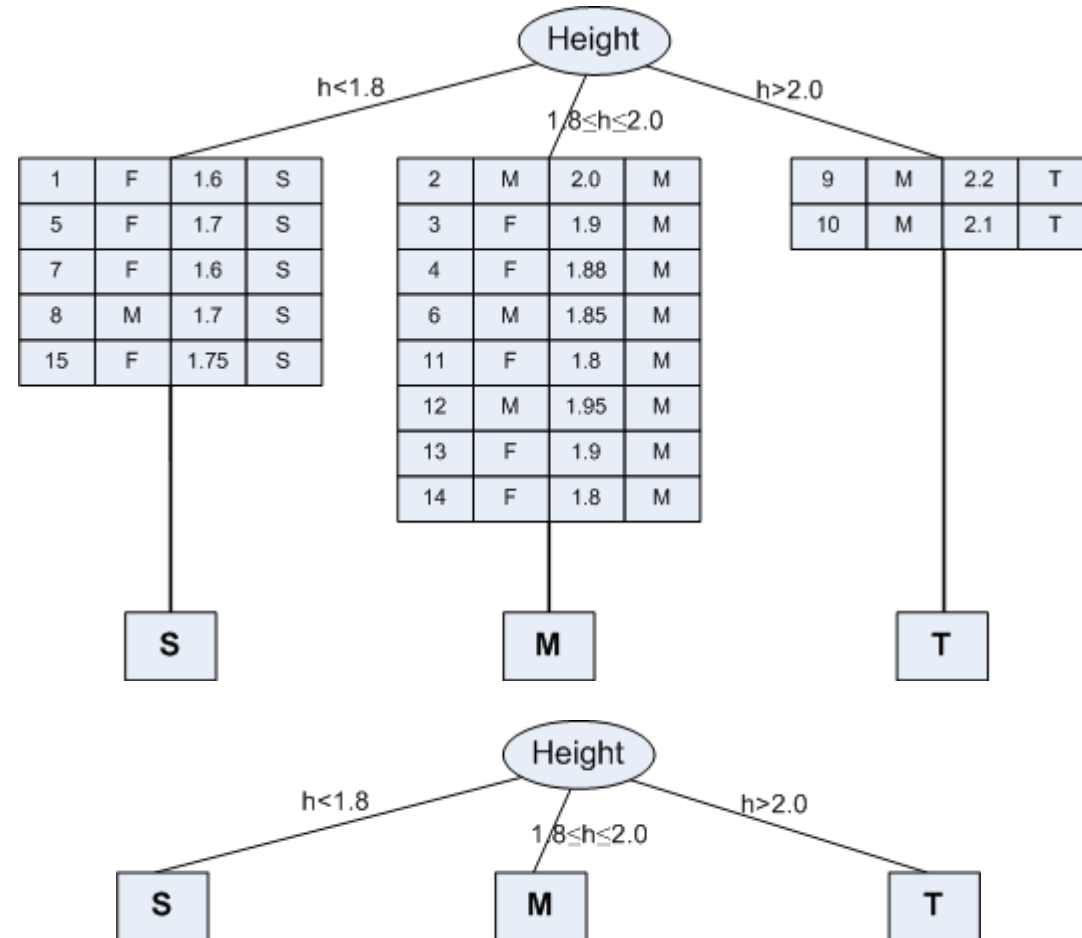 Height
h<1.8
1.8≤h≤2.0
h>2.0
1 F 1.6 S
5 F 1.7 S
7 F 1.6 S
8 M 1.7 S
15 F 1.75 S
2 M 2.0 M
3 F 1.9 M
4 F 1.88 M
6 M 1.85 M
11 F 1.8 M
12 M 1.95 M
13 F 1.9 M
14 F 1.8 M
9 M 2.2 T
10 M 2.1 T
S
M
T
Height
h<1.8
1.8≤h≤2.0
h>2.0
S
M
T